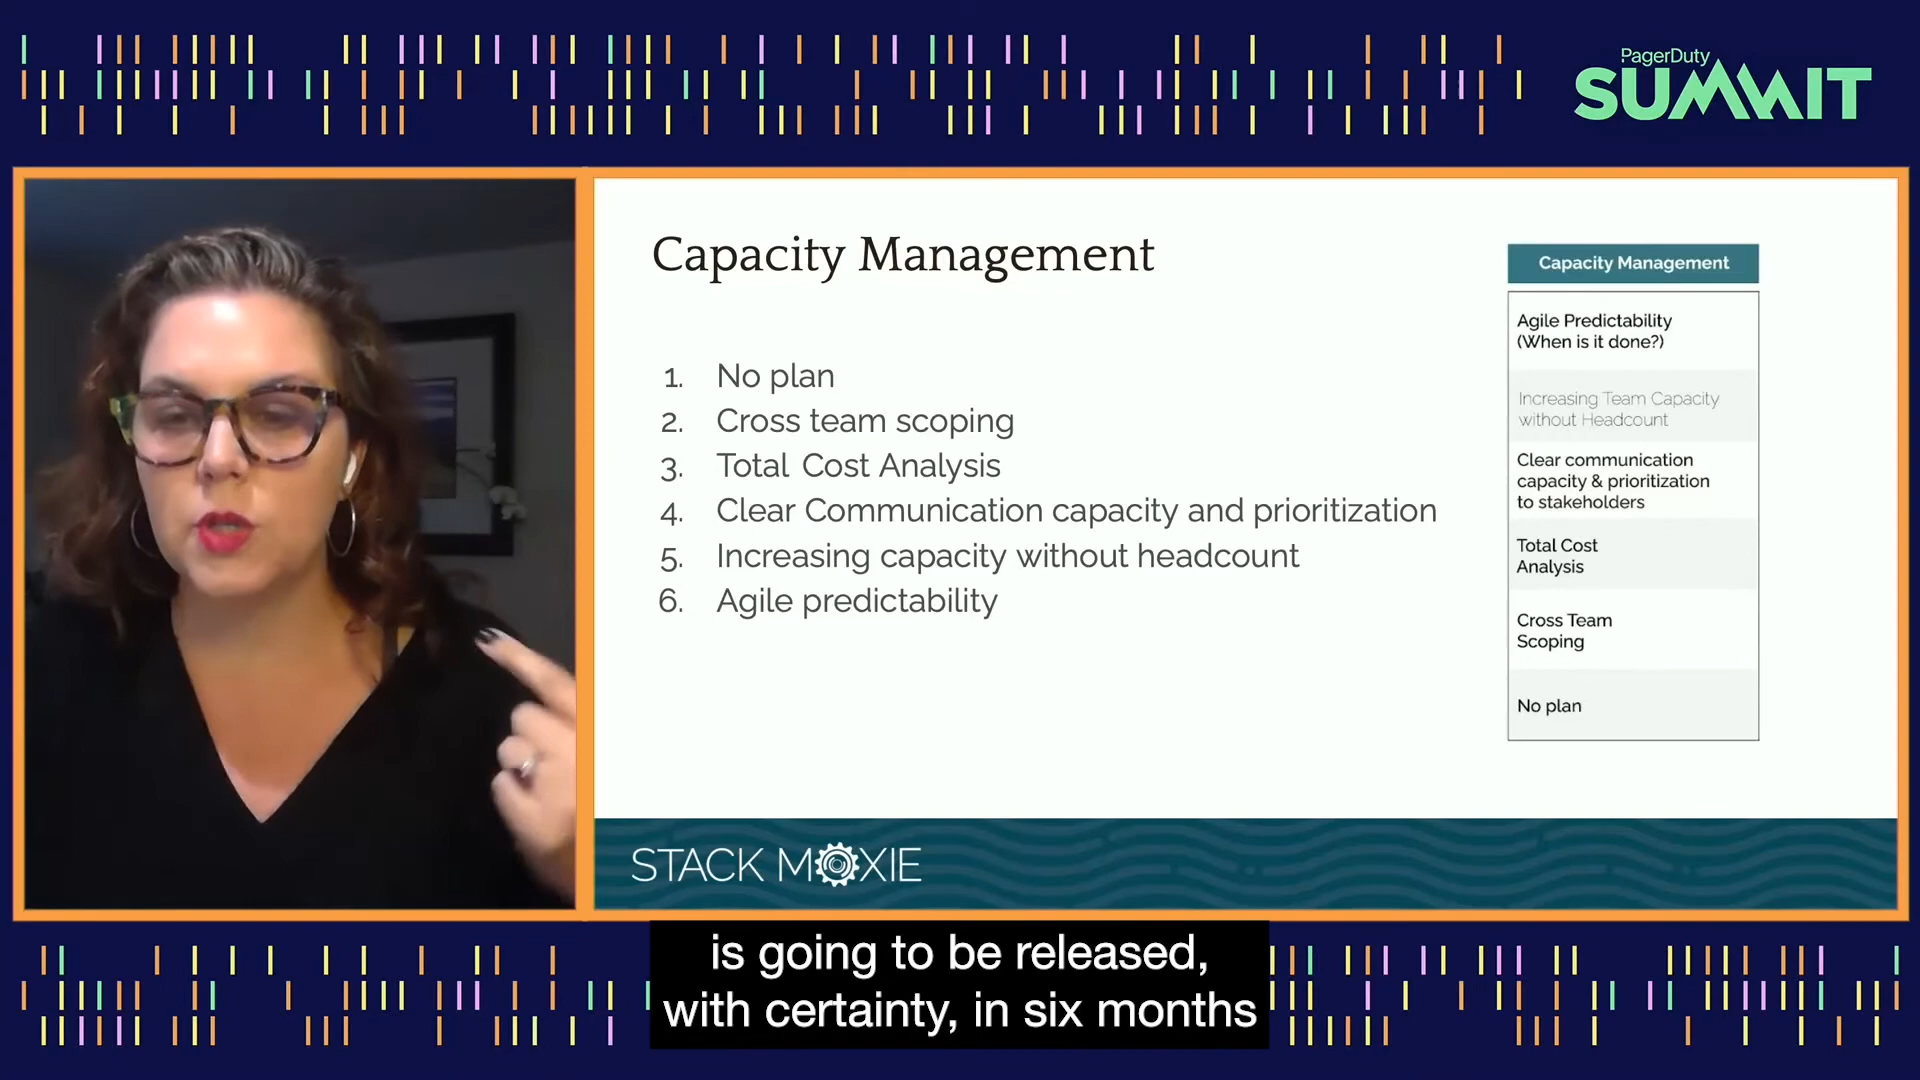 PagerDuty
SUMMIT
Capacity Management
1. No plan
2. Cross team scoping
3. Total Cost Analysis
4. Clear Communication capacity and prioritization
5. Increasing capacity without headcount
6. Agile predictability
Capacity Management
Agile Predictability
(When is it done?)
Increasing Team Capacity
without Headcount
Clear communication
capacity & prioritization
to stakeholders
Total Cost
Analysis
Cross Team
Scoping
No plan
STACK MOXIE
is going to be released,
with certainty, in six months